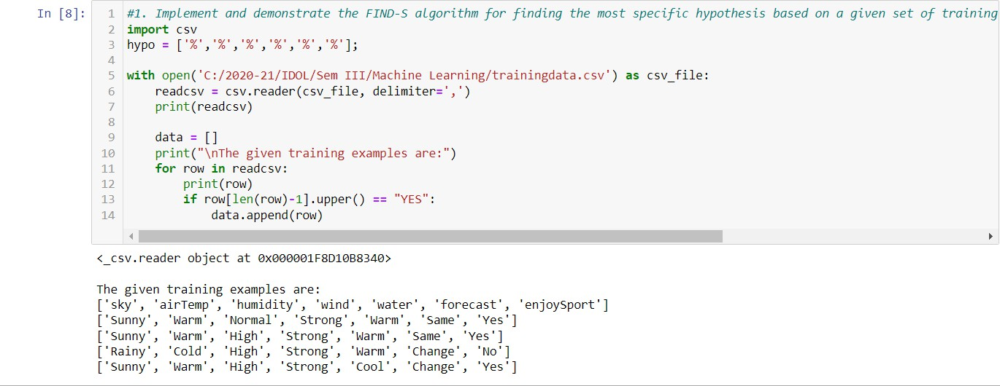 In [8]:
1 #1. Implement and demonstrate the FIND-S algorithm for finding the most specific hypothesis based on a given set of training
2 import csv
3 hypo = ['%','%','%','%','%','%'];
4
5 with open('C:/2020-21/IDOL/Sem III/Machine Learning/trainingdata.csv') as csv_file:
6     readcsv = csv.reader(csv_file, delimiter=',')
7     print(readcsv)
8
9     data = []
10     print("\nThe given training examples are:")
11     for row in readcsv:
12         print(row)
13         if row[len(row)-1].upper() == "YES":
14             data.append(row)
<_csv.reader object at 0x000001F8D10B8340>
The given training examples are:
['sky', 'airTemp', 'humidity', 'wind', 'water', 'forecast', 'enjoySport']
['Sunny', 'Warm', 'Normal', 'Strong', 'Warm', 'Same', 'Yes']
['Sunny', 'Warm', 'High', 'Strong', 'Warm', 'Same', 'Yes']
['Rainy', 'Cold', 'High', 'Strong', 'Warm', 'Change', 'No']
['Sunny', 'Warm', 'High', 'Strong', 'Cool', 'Change', 'Yes']